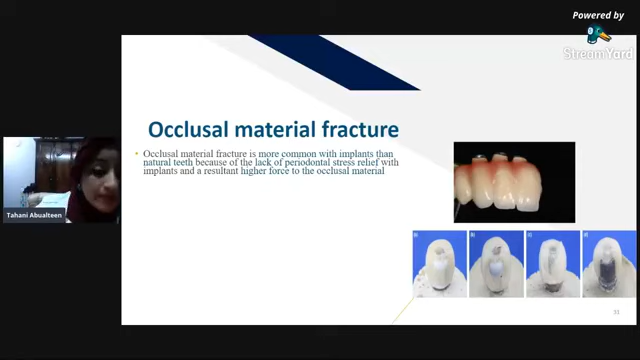 Powered by
StreamYard
Occlusal material fracture
• Occlusal material fracture is more common with implants than
natural teeth because of the lack of periodontal stress relief with
implants and a resultant higher force to the occlusal material
Tahani Abualteen
a)
b)
c)
d)
33